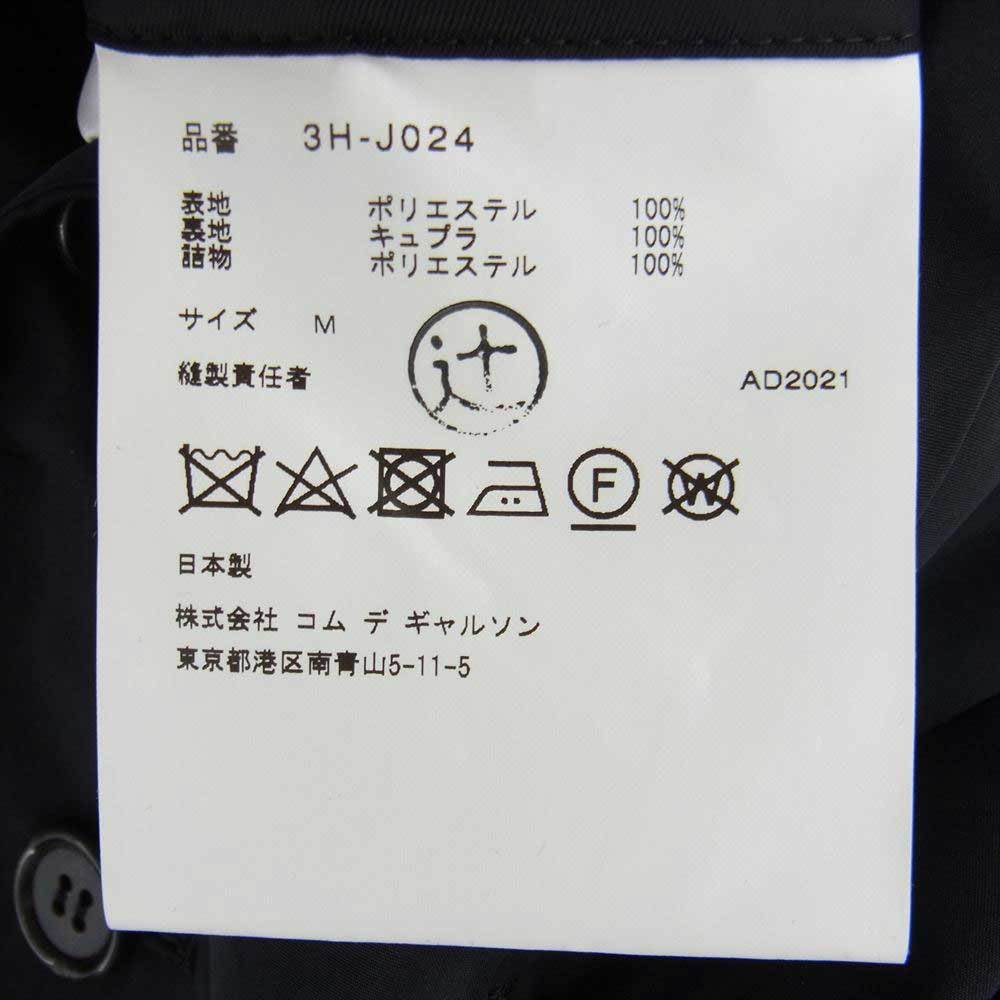 品番 3H-J024
表地 ポリエステル 100%
裏地 キュプラ 100%
詰物 ポリエステル 100%
サイズ M
縫製責任者 辻 AD2021
F W
日本製
株式会社 コム デ ギャルソン
東京都港区南青山5-11-5